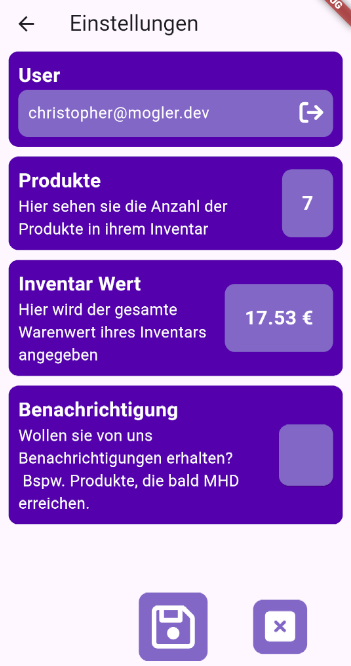 Einstellungen
User
christopher@mogler.dev
Produkte
Hier sehen sie die Anzahl der
Produkte in ihrem Inventar
7
Inventar Wert
Hier wird der gesamte
Warenwert ihres Inventars
angegeben
17.53 €
Benachrichtigung
Wollen sie von uns
Benachrichtigungen erhalten?
Bspw. Produkte, die bald MHD
erreichen.